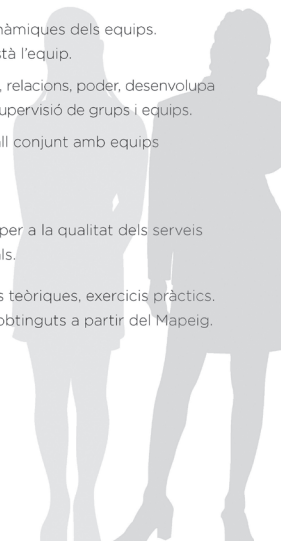 nàmiques dels equips.
stà l'equip.
, relacions, poder, desenvolupa
upervisió de grups i equips.
ll conjunt amb equips
per a la qualitat dels serveis
ls.
s teòriques, exercicis pràctics.
obtinguts a partir del Mapeig.